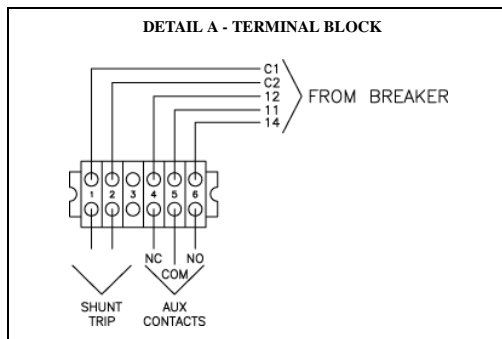 DETAIL A - TERMINAL BLOCK
C1
C2
12
11
14
FROM BREAKER
1 2 3 4 5 6
NC
COM
NO
SHUNT
TRIP
AUX
CONTACTS